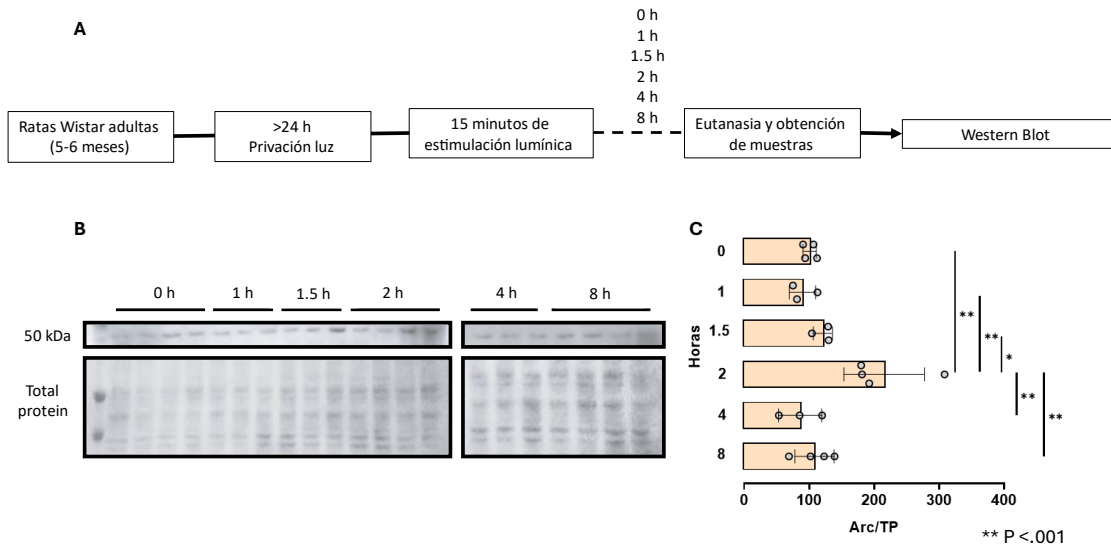 A
0 h
1 h
1.5 h
2 h
4 h
8 h
Ratas Wistar adultas
(5-6 meses)
>24 h
Privación luz
15 minutos de
estimulación lumínica
Eutanasia y obtención
de muestras
Western Blot
B
0 h 1 h 1.5 h 2 h 4 h 8 h
50 kDa
Total
protein
C
Horas
0
1
1.5
2
4
8
** ** * ** **
0 100 200 300 400
Arc/TP
** P <.001